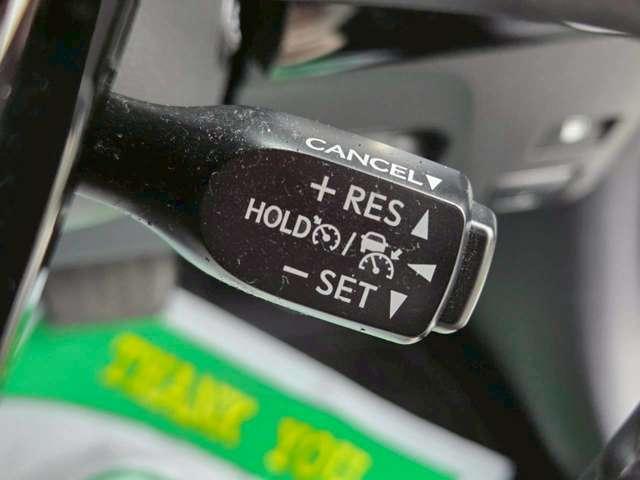 CANCEL▼
+ RES ▲
HOLD / ◀
− SET ▼
THANK
YOU